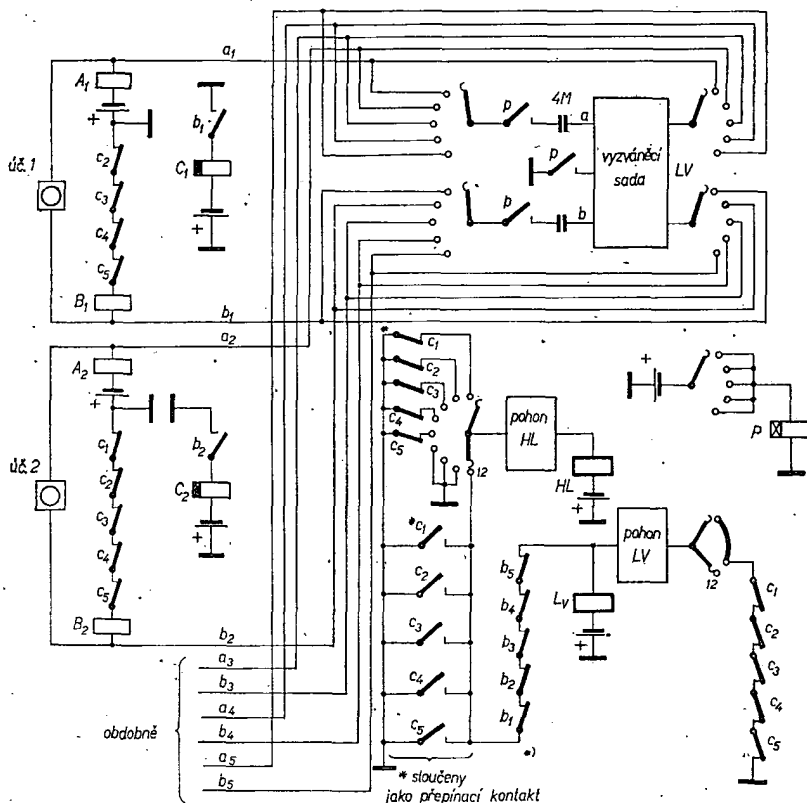 a₁
A₁
+
b₁
p
4M
a
úč.1
c₂
c₃
c₄
c₅
C₁
+
p
vyzváněcí
sada
LV
p
b
B₁
b₁
a₂
A₂
+
c₁
c₂
c₃
c₄
c₅
12
pohon
HL
HL
+
+
P
b₂
C₂
+
úč.2
c₁
c₂
c₃
c₄
c₅
B₂
b₂
*
*c₁
c₂
c₃
c₄
c₅
b₅
b₄
b₃
b₂
b₁
*)
pohon
LV
Lv
+
12
c₁
c₂
c₃
c₄
c₅
obdobně
a₃
b₃
a₄
b₄
a₅
b₅
* sloučeny
jako přepínací kontakt